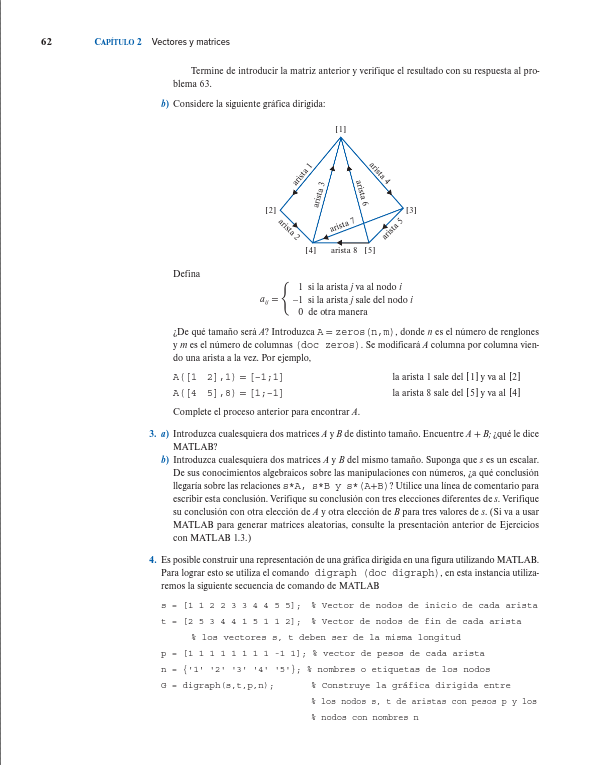 62 CAPÍTULO 2 Vectores y matrices
Termine de introducir la matriz anterior y verifique el resultado con su respuesta al pro-
blema 63.
b) Considere la siguiente gráfica dirigida:
[1]
arista 1
arista 4
arista 3
arista 6
[2]
[3]
arista 2
arista 7
arista 5
[4] arista 8 [5]
Defina
a_ij = { 1 si la arista j va al nodo i
−1 si la arista j sale del nodo i
0 de otra manera
¿De qué tamaño será A? Introduzca A = zeros(n,m), donde n es el número de renglones
y m es el número de columnas (doc zeros). Se modificará A columna por columna vien-
do una arista a la vez. Por ejemplo,
A([1 2],1) = [-1;1] la arista 1 sale del [1] y va al [2]
A([4 5],8) = [1;-1] la arista 8 sale del [5] y va al [4]
Complete el proceso anterior para encontrar A.
3. a) Introduzca cualesquiera dos matrices A y B de distinto tamaño. Encuentre A + B; ¿qué le dice
MATLAB?
b) Introduzca cualesquiera dos matrices A y B del mismo tamaño. Suponga que s es un escalar.
De sus conocimientos algebraicos sobre las manipulaciones con números, ¿a qué conclusión
llegaría sobre las relaciones s*A, s*B y s*(A+B)? Utilice una línea de comentario para
escribir esta conclusión. Verifique su conclusión con tres elecciones diferentes de s. Verifique
su conclusión con otra elección de A y otra elección de B para tres valores de s. (Si va a usar
MATLAB para generar matrices aleatorias, consulte la presentación anterior de Ejercicios
con MATLAB 1.3.)
4. Es posible construir una representación de una gráfica dirigida en una figura utilizando MATLAB.
Para lograr esto se utiliza el comando digraph (doc digraph), en esta instancia utiliza-
remos la siguiente secuencia de comando de MATLAB
s = [1 1 2 2 3 3 4 4 5 5]; % Vector de nodos de inicio de cada arista
t = [2 5 3 4 4 1 5 1 1 2]; % Vector de nodos de fin de cada arista
% los vectores s, t deben ser de la misma longitud
p = [1 1 1 1 1 1 1 1 -1 1]; % vector de pesos de cada arista
n = {'1' '2' '3' '4' '5'}; % nombres o etiquetas de los nodos
G = digraph(s,t,p,n); % Construye la gráfica dirigida entre
% los nodos s, t de aristas con pesos p y los
% nodos con nombres n